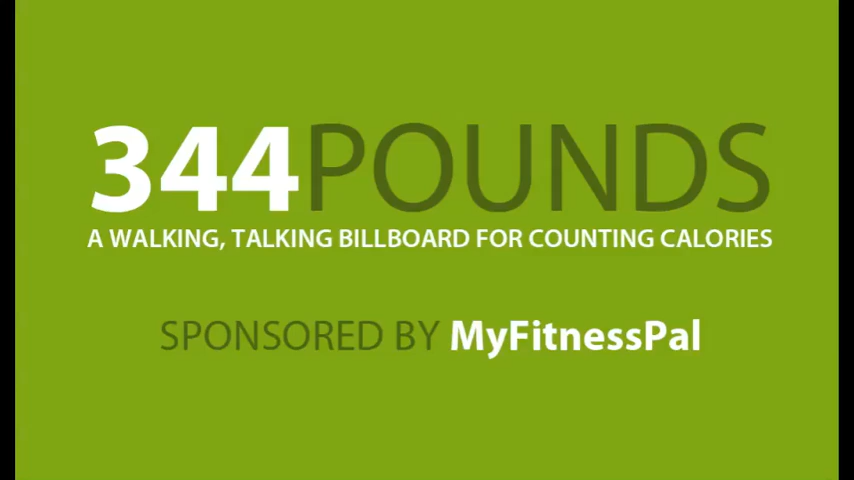 344POUNDS
A WALKING, TALKING BILLBOARD FOR COUNTING CALORIES
SPONSORED BY MyFitnessPal